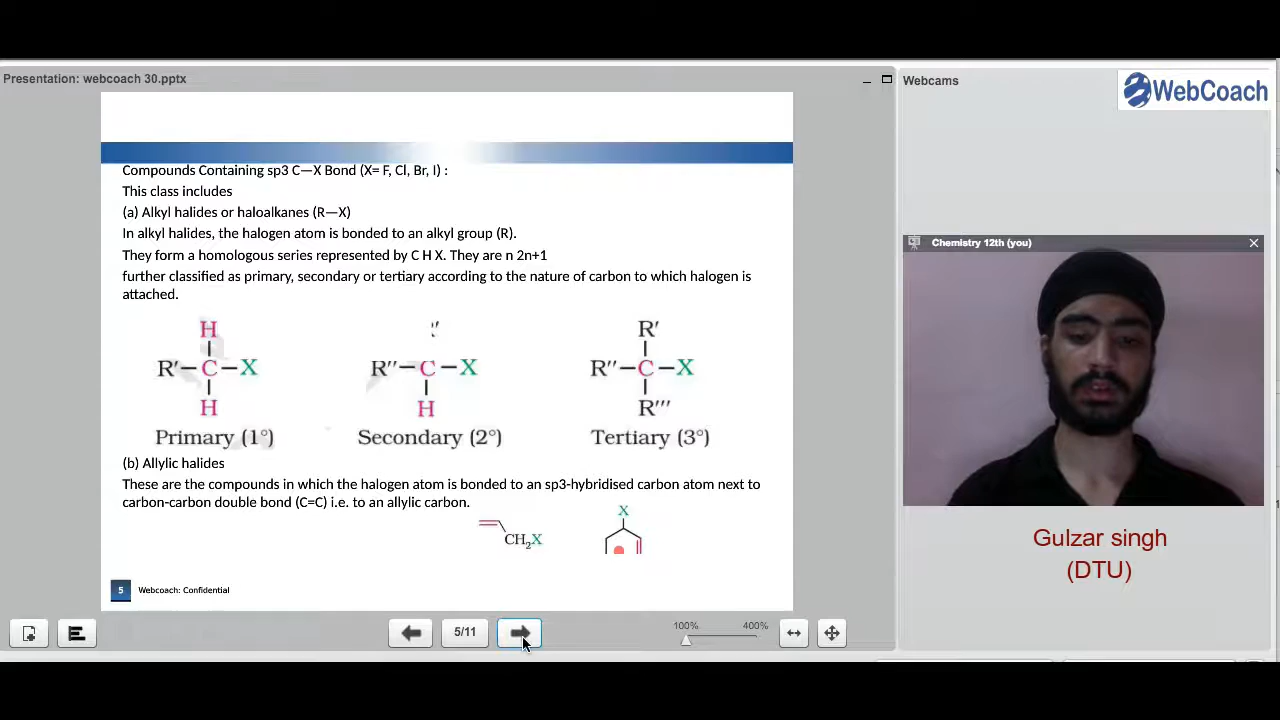 Presentation: webcoach 30.pptx
Webcams
WebCoach
Compounds Containing sp3 C—X Bond (X= F, Cl, Br, I) :
This class includes
(a) Alkyl halides or haloalkanes (R—X)
In alkyl halides, the halogen atom is bonded to an alkyl group (R).
They form a homologous series represented by C H X. They are n 2n+1
further classified as primary, secondary or tertiary according to the nature of carbon to which halogen is
attached.
H ′ R′
R′—C—X R″—C—X R″—C—X
H H R‴
Primary (1°) Secondary (2°) Tertiary (3°)
(b) Allylic halides
These are the compounds in which the halogen atom is bonded to an sp3-hybridised carbon atom next to
carbon-carbon double bond (C=C) i.e. to an allylic carbon.
X
CH₂X
5 Webcoach: Confidential
5/11
100% 400%
Chemistry 12th (you)
Gulzar singh
(DTU)